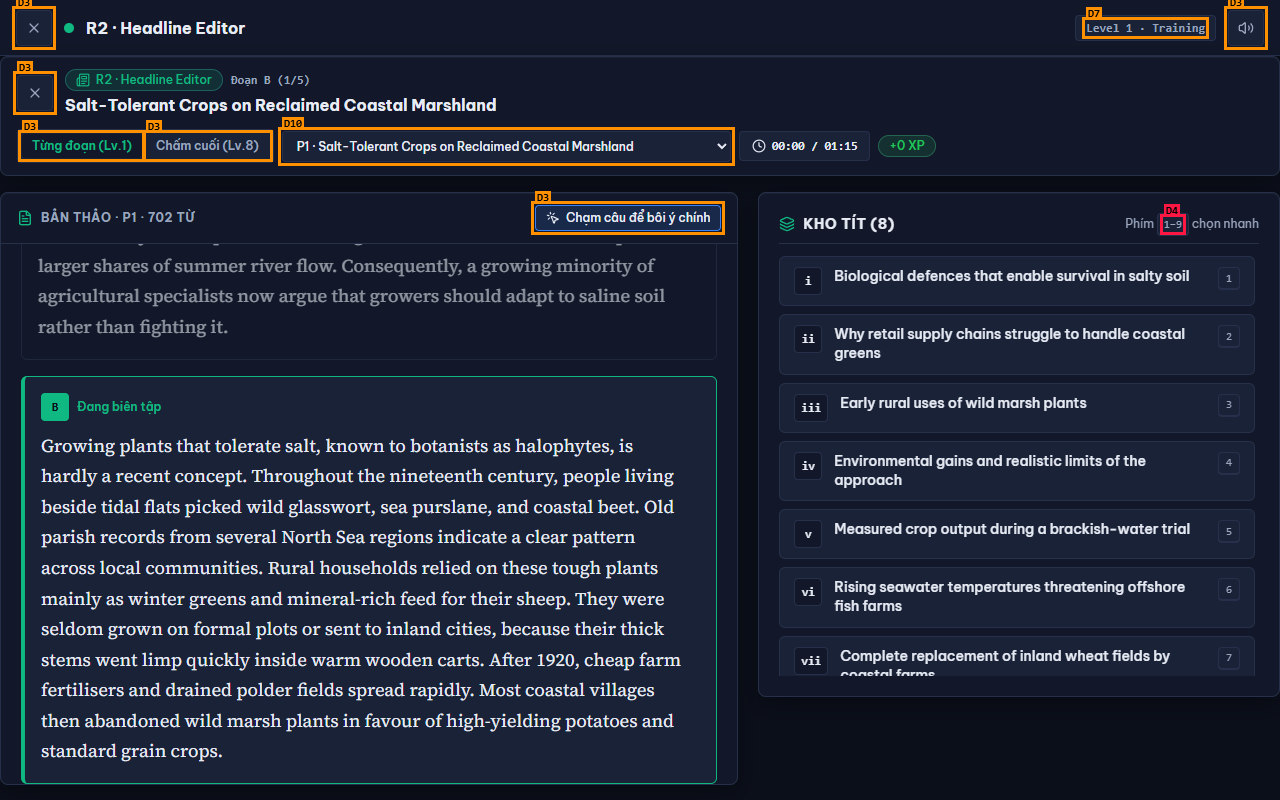 D3
R2 · Headline Editor
D7
Level 1 · Training
D3
D3
R2 · Headline Editor
Đoạn B (1/5)
Salt-Tolerant Crops on Reclaimed Coastal Marshland
D3
Từng đoạn (Lv.1)
D3
Chấm cuối (Lv.8)
D10
P1 · Salt-Tolerant Crops on Reclaimed Coastal Marshland
00:00 / 01:15
+0 XP
BẢN THẢO · P1 · 702 TỪ
D3
Chạm câu để bôi ý chính
larger shares of summer river flow. Consequently, a growing minority of
agricultural specialists now argue that growers should adapt to saline soil
rather than fighting it.
B
Đang biên tập
Growing plants that tolerate salt, known to botanists as halophytes, is
hardly a recent concept. Throughout the nineteenth century, people living
beside tidal flats picked wild glasswort, sea purslane, and coastal beet. Old
parish records from several North Sea regions indicate a clear pattern
across local communities. Rural households relied on these tough plants
mainly as winter greens and mineral-rich feed for their sheep. They were
seldom grown on formal plots or sent to inland cities, because their thick
stems went limp quickly inside warm wooden carts. After 1920, cheap farm
fertilisers and drained polder fields spread rapidly. Most coastal villages
then abandoned wild marsh plants in favour of high-yielding potatoes and
standard grain crops.
KHO TÍT (8)
D4
Phím 1–9 chọn nhanh
i
Biological defences that enable survival in salty soil
1
ii
Why retail supply chains struggle to handle coastal
greens
2
iii
Early rural uses of wild marsh plants
3
iv
Environmental gains and realistic limits of the
approach
4
v
Measured crop output during a brackish-water trial
5
vi
Rising seawater temperatures threatening offshore
fish farms
6
vii
Complete replacement of inland wheat fields by
coastal farms
7